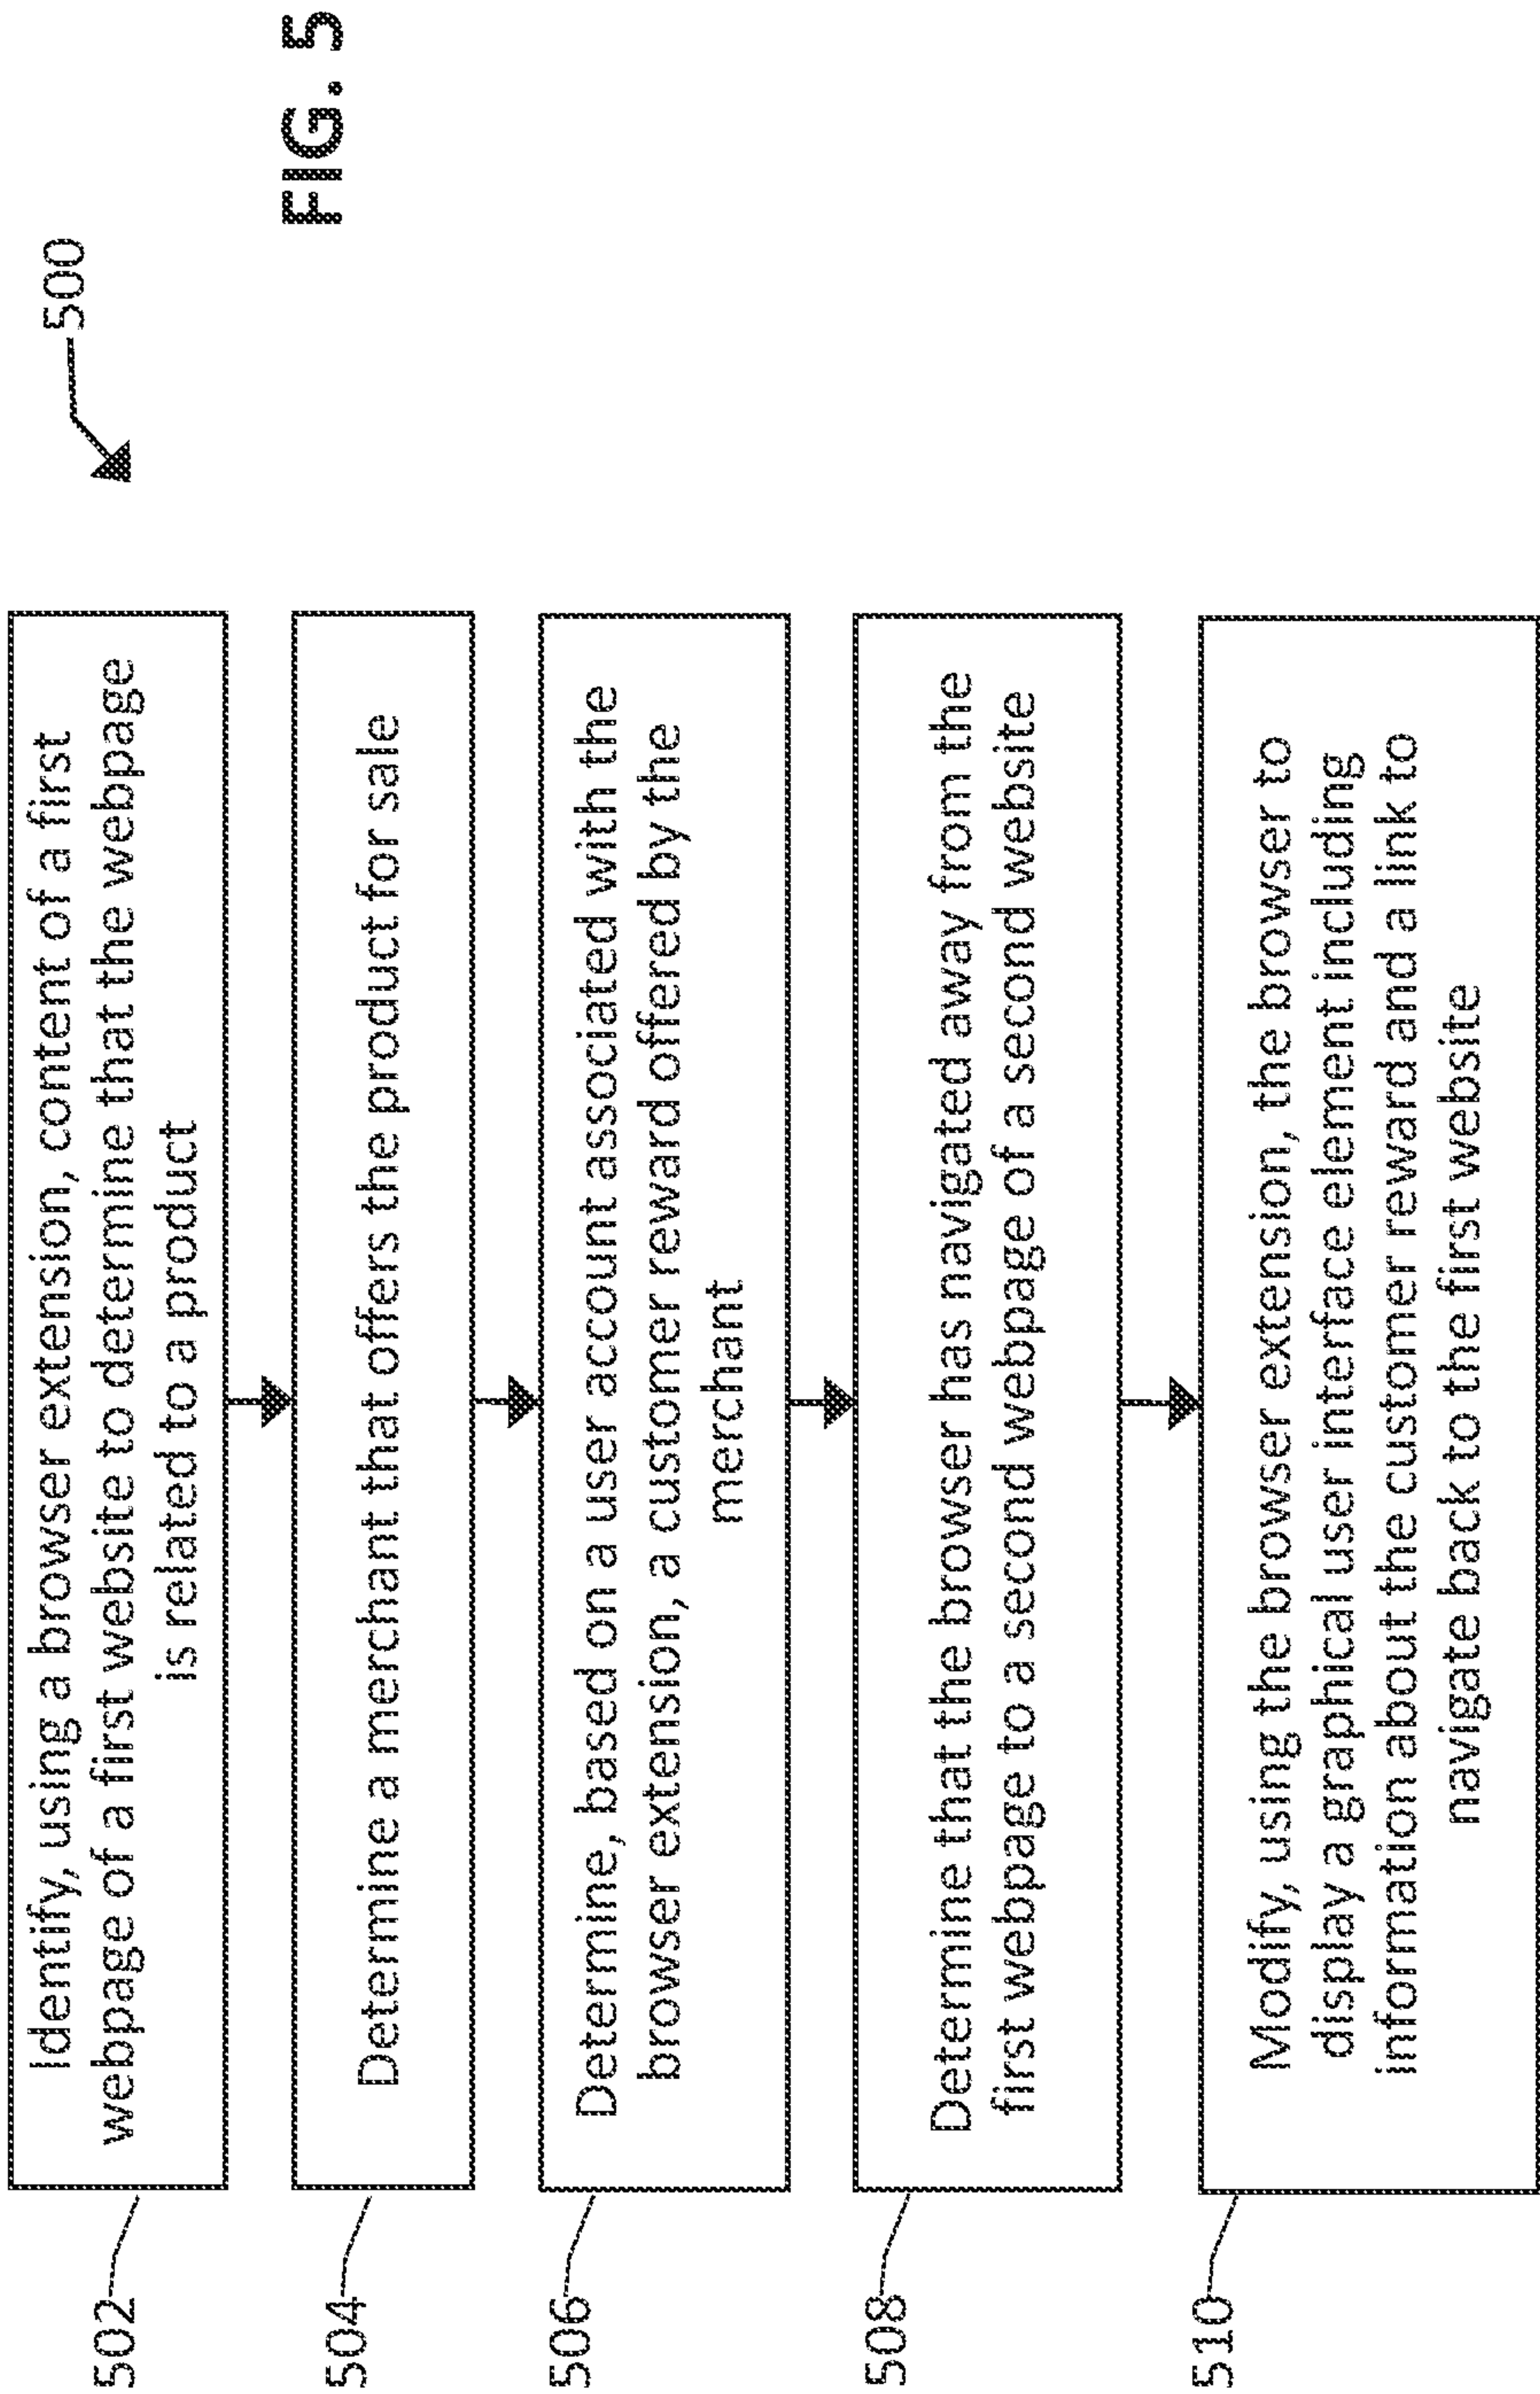 500
502
Identify, using a browser extension, content of a first
webpage of a first website to determine that the webpage
is related to a product
504
Determine a merchant that offers the product for sale
506
Determine, based on a user account associated with the
browser extension, a customer reward offered by the
merchant
508
Determine that the browser has navigated away from the
first webpage to a second webpage of a second website
510
Modify, using the browser extension, the browser to
display a graphical user interface element including
information about the customer reward and a link to
navigate back to the first website
FIG. 5